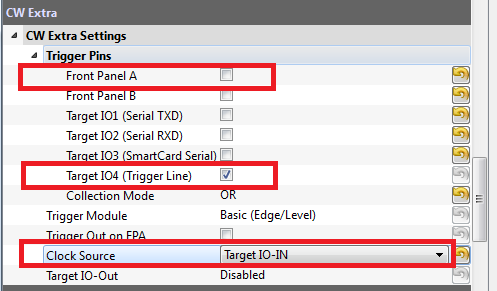 CW Extra
CW Extra Settings
Trigger Pins
Front Panel A
Front Panel B
Target IO1 (Serial TXD)
Target IO2 (Serial RXD)
Target IO3 (SmartCard Serial)
Target IO4 (Trigger Line)
Collection Mode OR
Trigger Module Basic (Edge/Level)
Trigger Out on FPA
Clock Source Target IO-IN
Target IO-Out Disabled